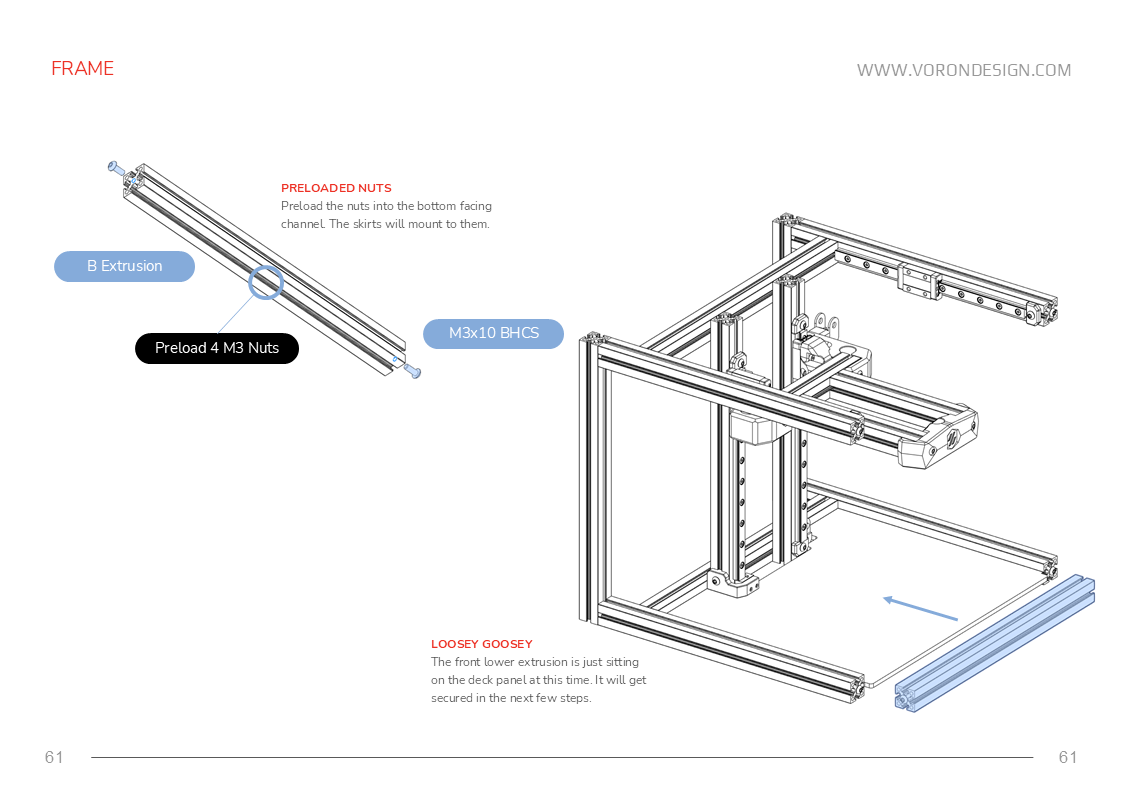 FRAME
WWW.VORONDESIGN.COM
PRELOADED NUTS
Preload the nuts into the bottom facing
channel. The skirts will mount to them.
B Extrusion
M3x10 BHCS
Preload 4 M3 Nuts
LOOSEY GOOSEY
The front lower extrusion is just sitting
on the deck panel at this time. It will get
secured in the next few steps.
61
61